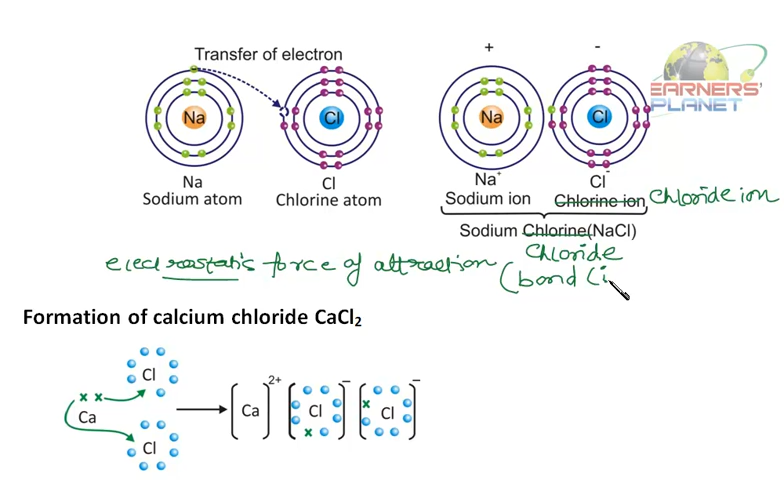 Transfer of electron
+
-
EARNERS'
PLANET
Na
Cl
Na
Cl
Na
Sodium atom
Cl
Chlorine atom
Na+
Sodium ion
Cl-
Chlorine ion Chloride ion
Sodium Chlorine(NaCl)
Chloride
electrostatic force of attraction
(bond (i
Formation of calcium chloride CaCl2
x x
Ca
Cl
Cl
[Ca]2+ [Cl x]- [x Cl]-